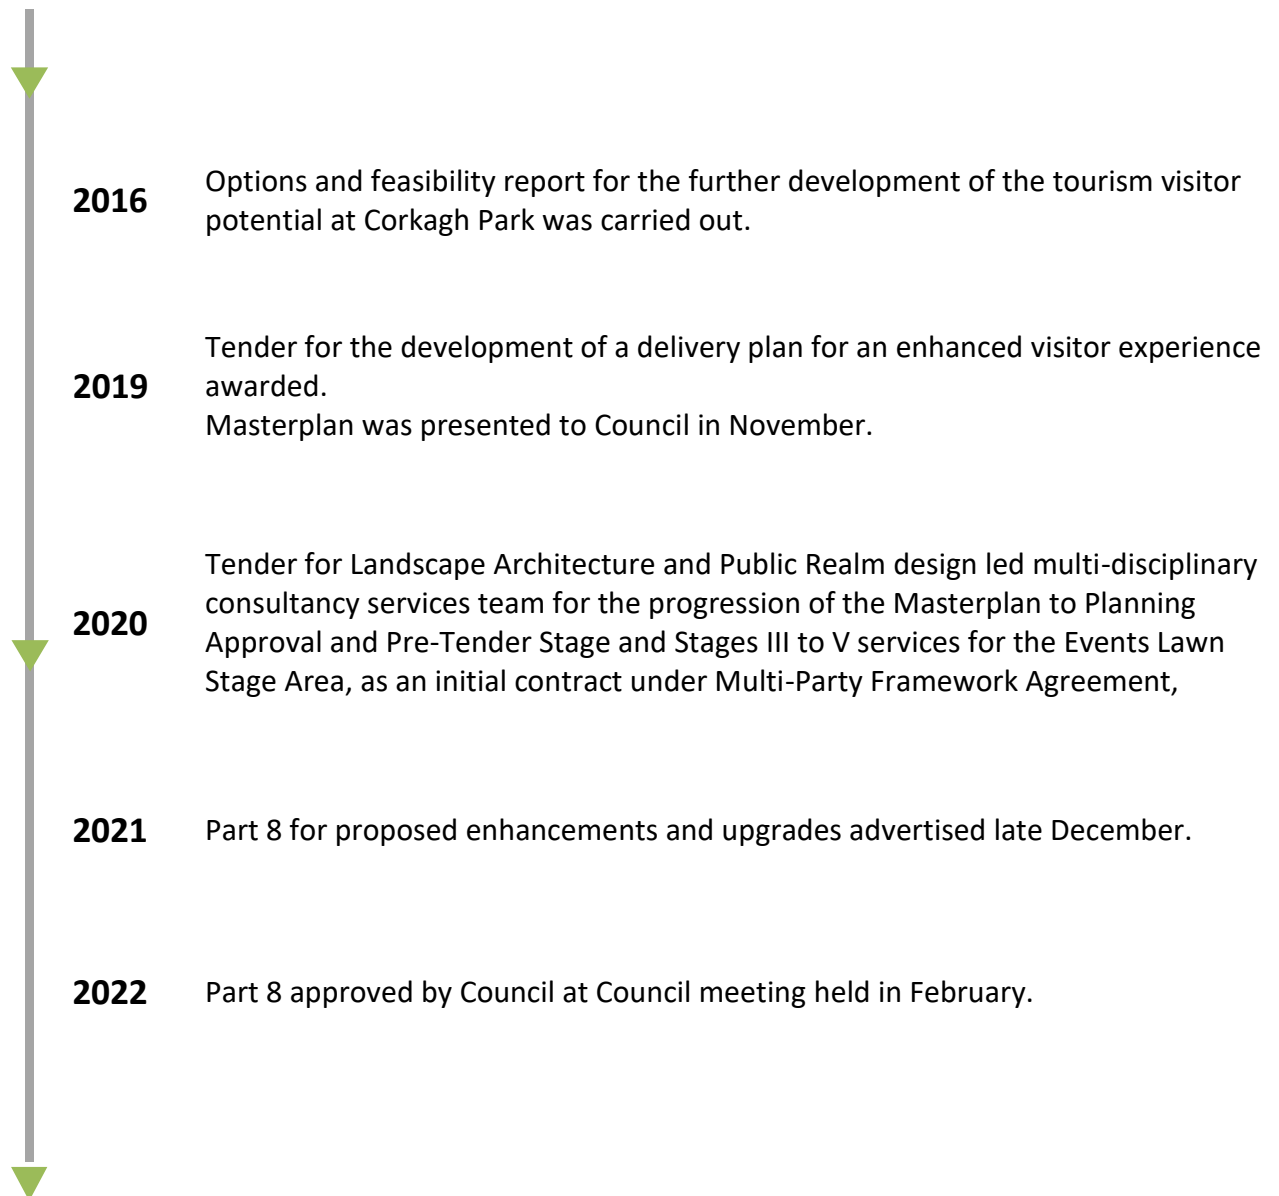 2016
Options and feasibility report for the further development of the tourism visitor
potential at Corkagh Park was carried out.
2019
Tender for the development of a delivery plan for an enhanced visitor experience
awarded.
Masterplan was presented to Council in November.
2020
Tender for Landscape Architecture and Public Realm design led multi-disciplinary
consultancy services team for the progression of the Masterplan to Planning
Approval and Pre-Tender Stage and Stages III to V services for the Events Lawn
Stage Area, as an initial contract under Multi-Party Framework Agreement,
2021
Part 8 for proposed enhancements and upgrades advertised late December.
2022
Part 8 approved by Council at Council meeting held in February.